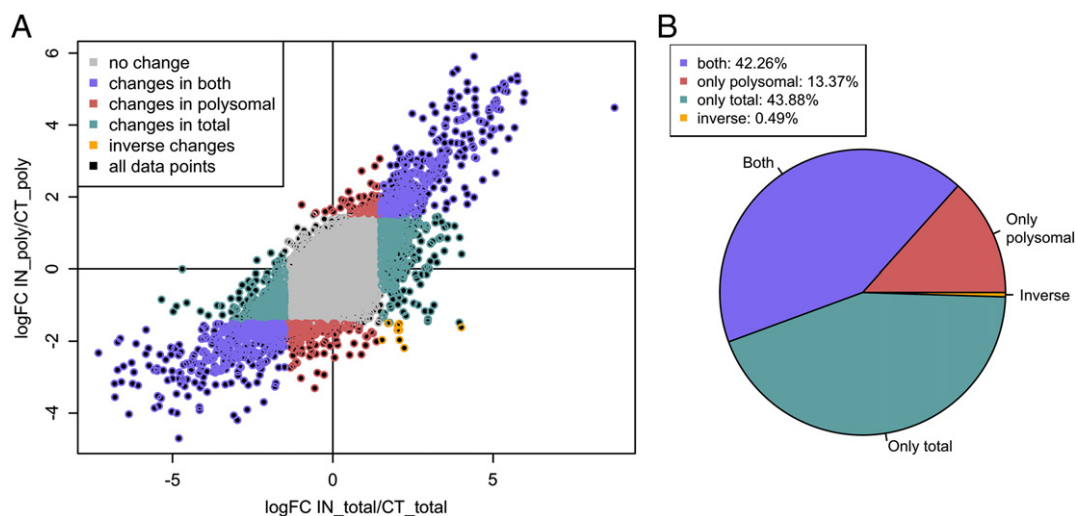 A
no change
changes in both
changes in polysomal
changes in total
inverse changes
all data points
6
4
2
0
-2
-4
logFC IN_poly/CT_poly
-5
0
5
logFC IN_total/CT_total
B
both: 42.26%
only polysomal: 13.37%
only total: 43.88%
inverse: 0.49%
Both
Only
polysomal
Inverse
Only total